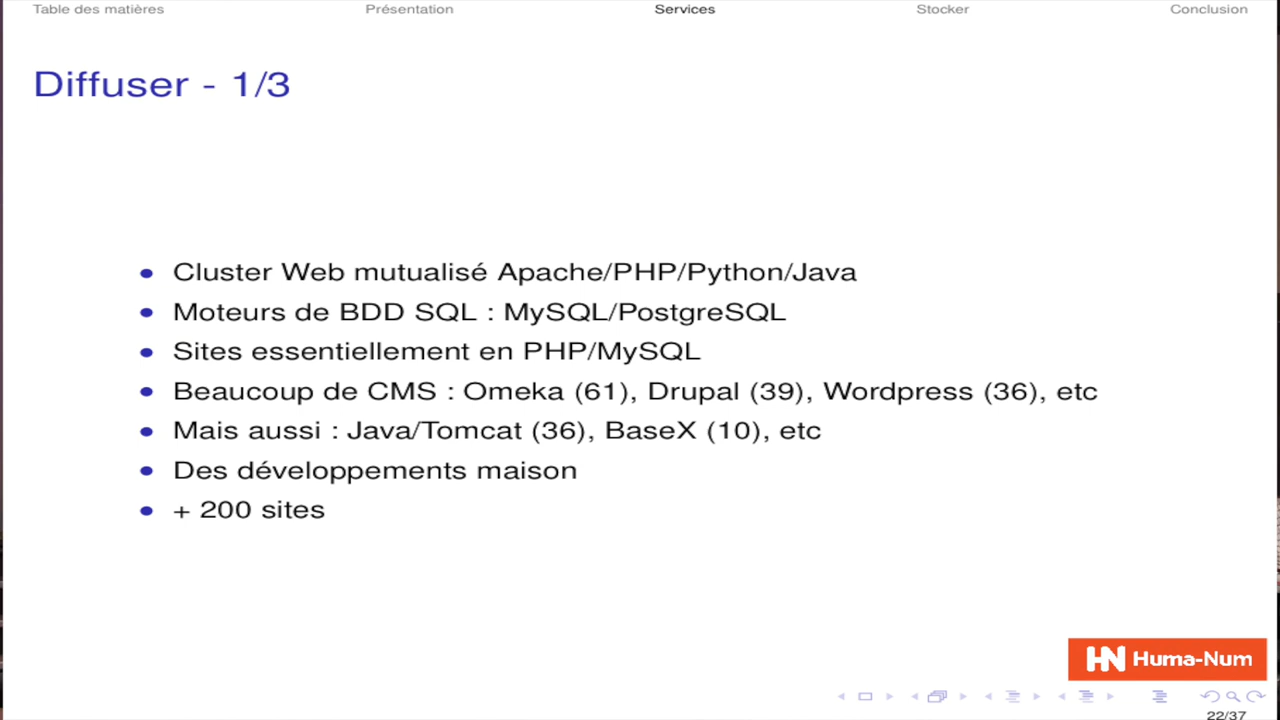 Table des matières Présentation Services Stocker Conclusion
Diffuser - 1/3
• Cluster Web mutualisé Apache/PHP/Python/Java
• Moteurs de BDD SQL : MySQL/PostgreSQL
• Sites essentiellement en PHP/MySQL
• Beaucoup de CMS : Omeka (61), Drupal (39), Wordpress (36), etc
• Mais aussi : Java/Tomcat (36), BaseX (10), etc
• Des développements maison
• + 200 sites
HN Huma-Num
22/37